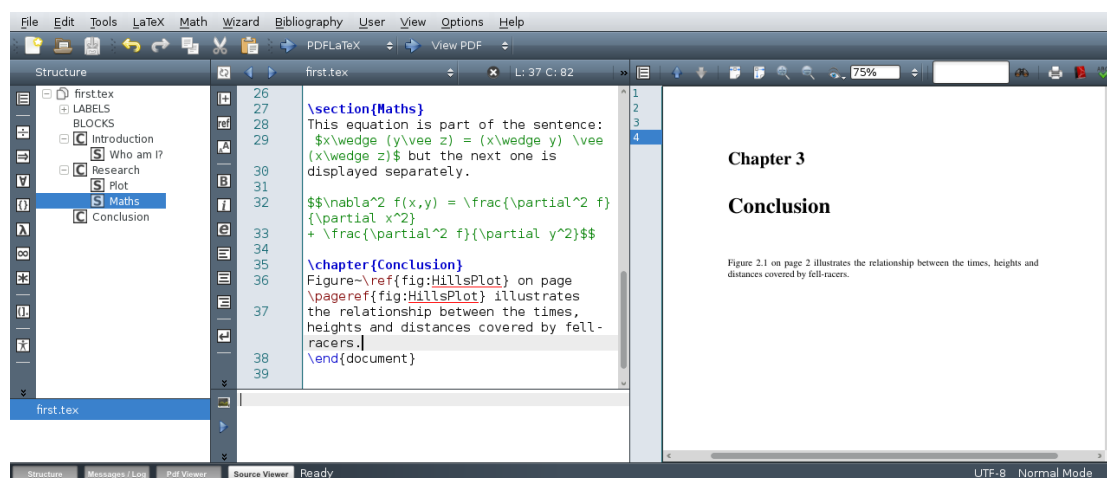 File Edit Tools LaTeX Math Wizard Bibliography User View Options Help
PDFLaTeX View PDF
Structure first.tex L: 37 C: 82 » 75%
first.tex
LABELS
BLOCKS
C Introduction
S Who am I?
C Research
S Plot
S Maths
C Conclusion
first.tex
ref
B
i
e
26
27 \section{Maths}
28 This equation is part of the sentence:
29 $x\wedge (y\vee z) = (x\wedge y) \vee
(x\wedge z)$ but the next one is
30 displayed separately.
31
32 $$\nabla^2 f(x,y) = \frac{\partial^2 f}
{\partial x^2}
33 + \frac{\partial^2 f}{\partial y^2}$$
34
35 \chapter{Conclusion}
36 Figure~\ref{fig:HillsPlot} on page
\pageref{fig:HillsPlot} illustrates
37 the relationship between the times,
heights and distances covered by fell-
racers.
38 \end{document}
39
1
2
3
4
Chapter 3
Conclusion
Figure 2.1 on page 2 illustrates the relationship between the times, heights and
distances covered by fell-racers.
Structure Messages / Log Pdf Viewer Source Viewer Ready UTF-8 Normal Mode